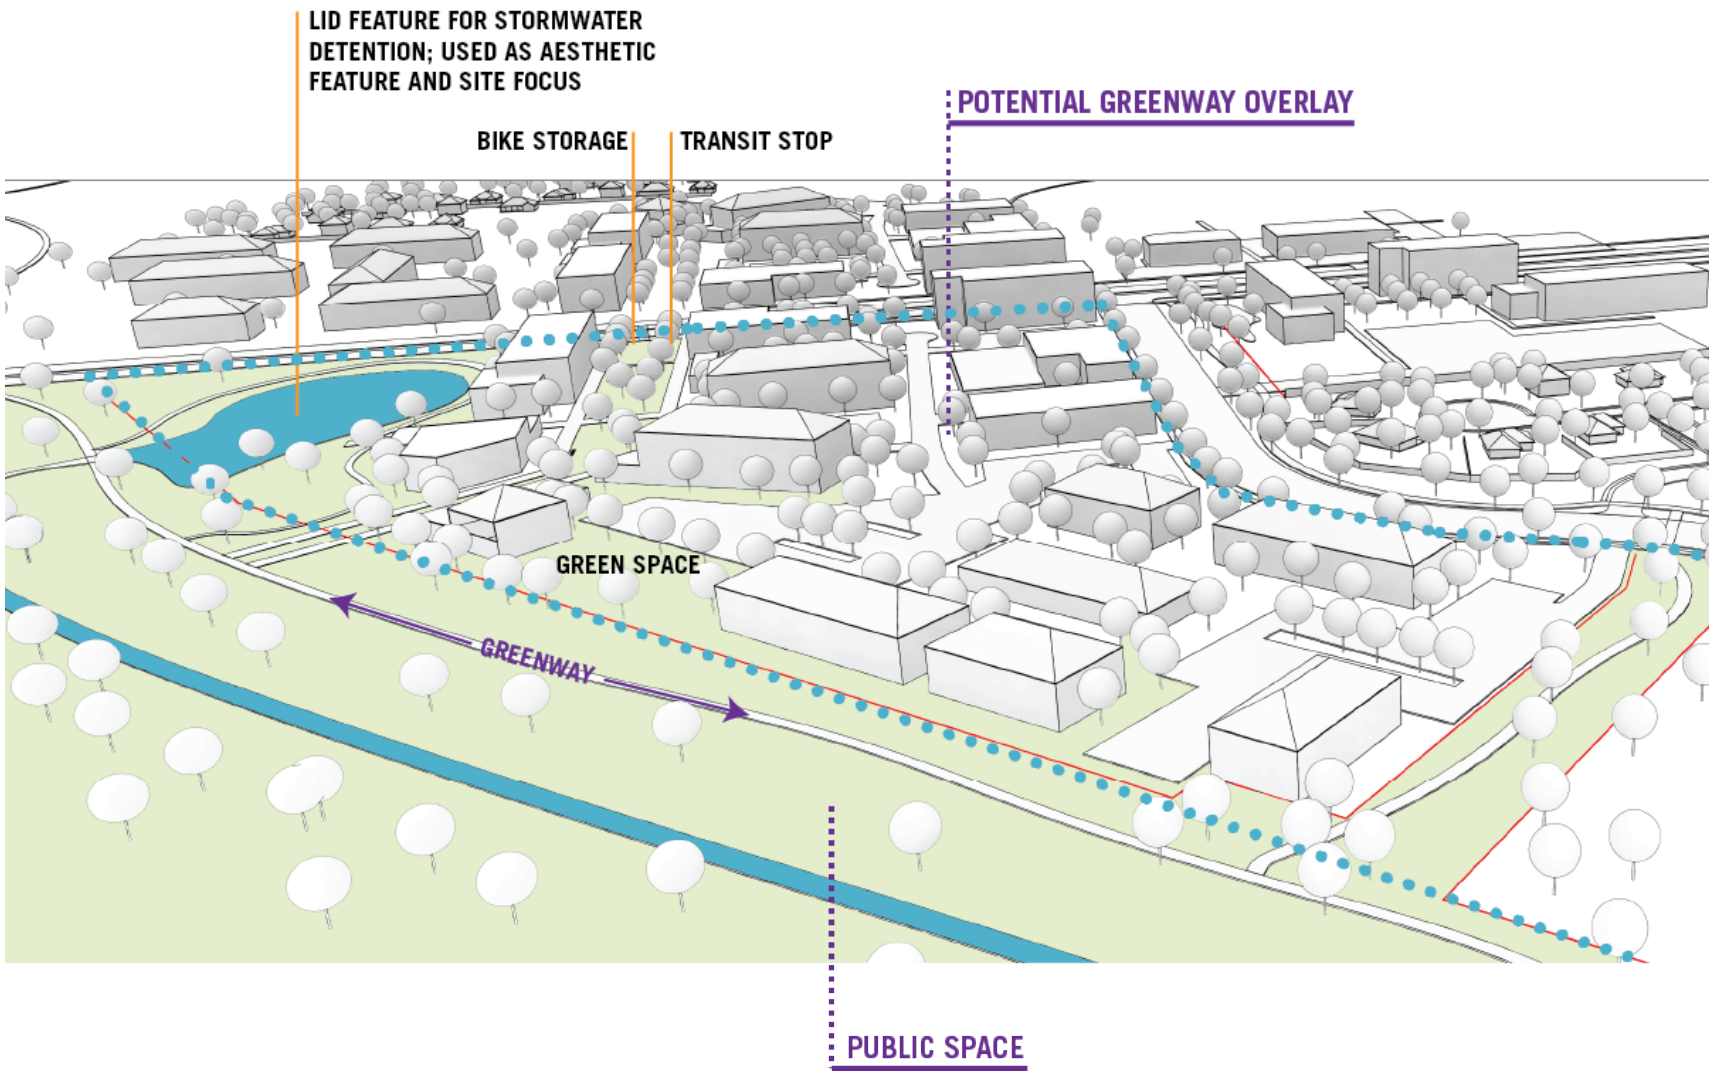 LID FEATURE FOR STORMWATER
DETENTION; USED AS AESTHETIC
FEATURE AND SITE FOCUS
POTENTIAL GREENWAY OVERLAY
BIKE STORAGE
TRANSIT STOP
GREEN SPACE
GREENWAY
PUBLIC SPACE